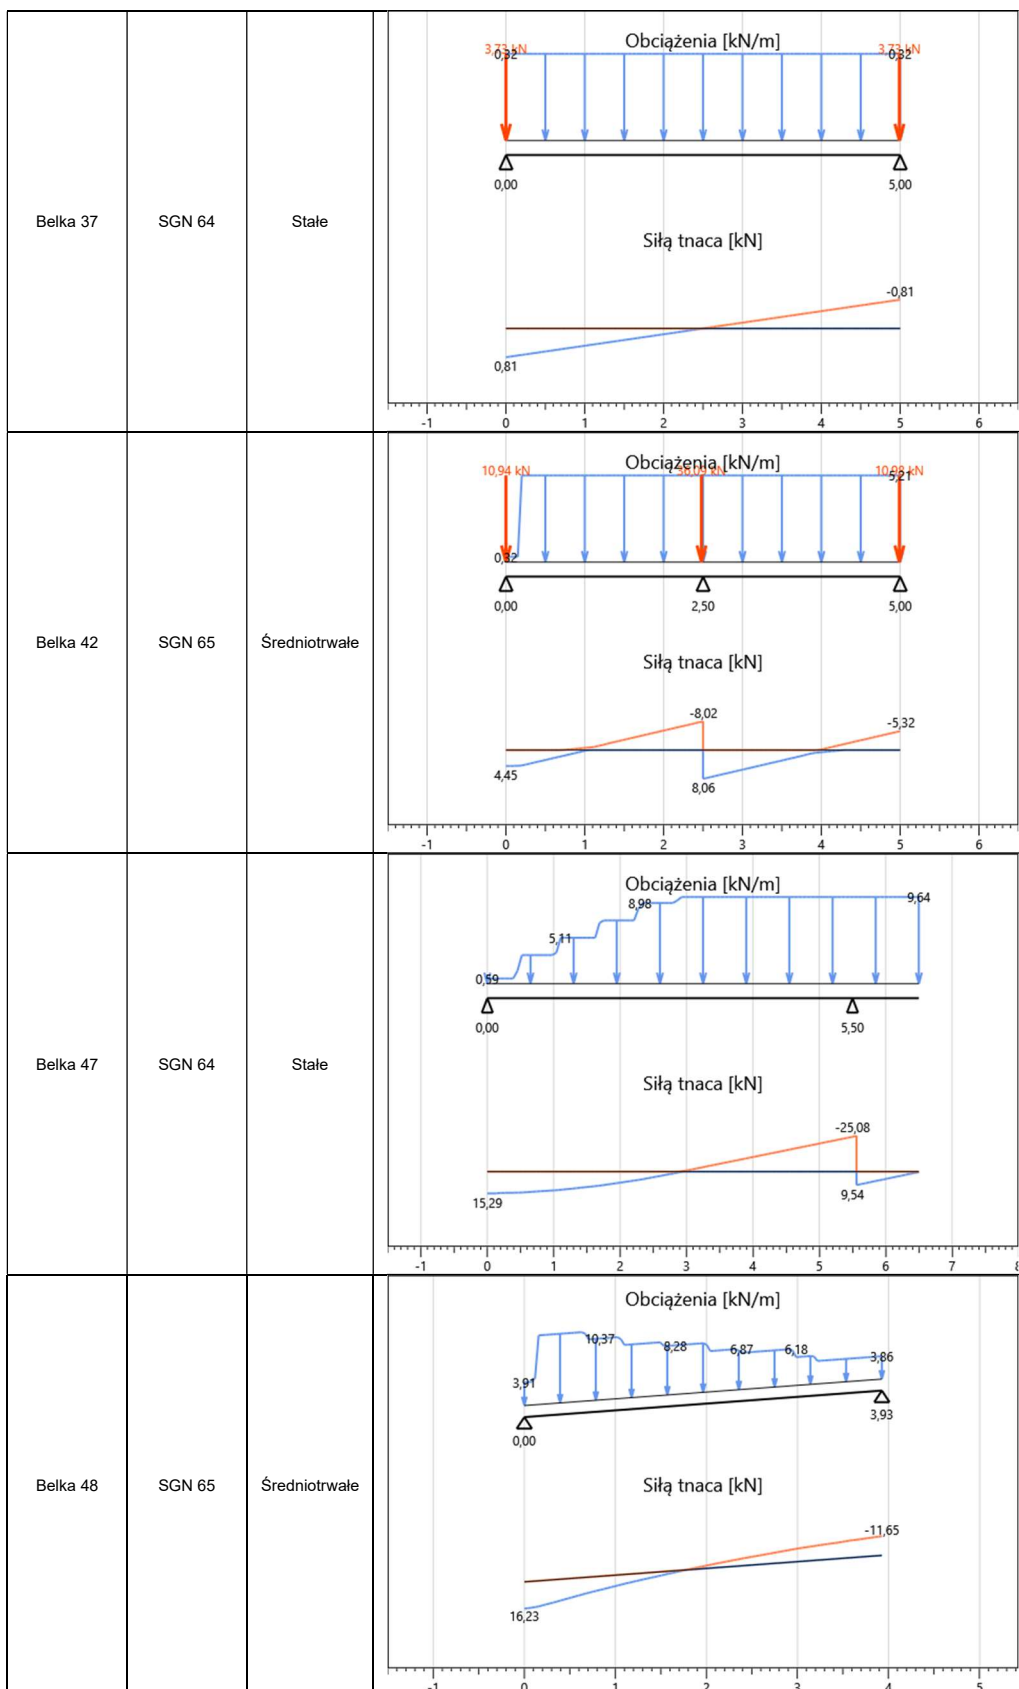 Obciążenia [kN/m]
3,73 kN 3,73 kN
0,32 0,32
0,00 5,00
Belka 37 SGN 64 Stałe
Siłą tnaca [kN]
-0,81
0,81
-1 0 1 2 3 4 5 6
Obciążenia [kN/m]
10,94 kN kN kN
5,21
0,32
0,00 2,50 5,00
Belka 42 SGN 65 Średniotrwałe
Siłą tnaca [kN]
-8,02 -5,32
4,45 8,06
-1 0 1 2 3 4 5 6
Obciążenia [kN/m]
8,98 9,64
5,11
0,59
0,00 5,50
Belka 47 SGN 64 Stałe
Siłą tnaca [kN]
-25,08
15,29 9,54
-1 0 1 2 3 4 5 6 7 8
Obciążenia [kN/m]
10,37 8,28 6,87 6,18 3,86
3,91
3,93
0,00
Belka 48 SGN 65 Średniotrwałe
Siłą tnaca [kN]
-11,65
16,23
-1 0 1 2 3 4 5